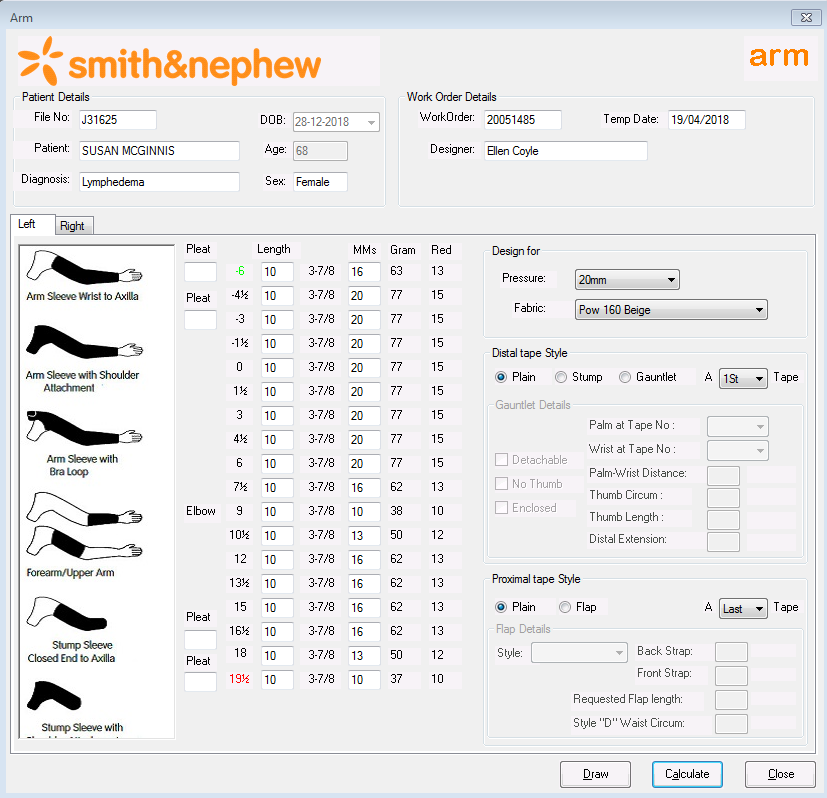 Arm
smith&nephew
arm
Patient Details
File No: J31625 DOB: 28-12-2018
Patient: SUSAN MCGINNIS Age: 68
Diagnosis: Lymphedema Sex: Female
Work Order Details
WorkOrder: 20051485 Temp Date: 19/04/2018
Designer: Ellen Coyle
Left Right
Arm Sleeve Wrist to Axilla
Arm Sleeve with Shoulder
Attachment
Arm Sleeve with
Bra Loop
Forearm/Upper Arm
Stump Sleeve
Closed End to Axilla
Stump Sleeve with
Pleat Length MMs Gram Red
-6 10 3-7/8 16 63 13
Pleat -4½ 10 3-7/8 20 77 15
-3 10 3-7/8 20 77 15
-1½ 10 3-7/8 20 77 15
0 10 3-7/8 20 77 15
1½ 10 3-7/8 20 77 15
3 10 3-7/8 20 77 15
4½ 10 3-7/8 20 77 15
6 10 3-7/8 20 77 15
7½ 10 3-7/8 16 62 13
Elbow 9 10 3-7/8 10 38 10
10½ 10 3-7/8 13 50 12
12 10 3-7/8 16 62 13
13½ 10 3-7/8 16 62 13
15 10 3-7/8 16 62 13
Pleat
16½ 10 3-7/8 16 62 13
18 10 3-7/8 13 50 12
Pleat
19½ 10 3-7/8 10 37 10
Design for
Pressure: 20mm
Fabric: Pow 160 Beige
Distal tape Style
Plain Stump Gauntlet A 1St Tape
Gauntlet Details
Palm at Tape No :
Wrist at Tape No :
Detachable
Palm-Wrist Distance:
No Thumb
Thumb Circum :
Enclosed
Thumb Length :
Distal Extension:
Proximal tape Style
Plain Flap A Last Tape
Flap Details
Style: Back Strap:
Front Strap:
Requested Flap length:
Style "D" Waist Circum:
Draw Calculate Close